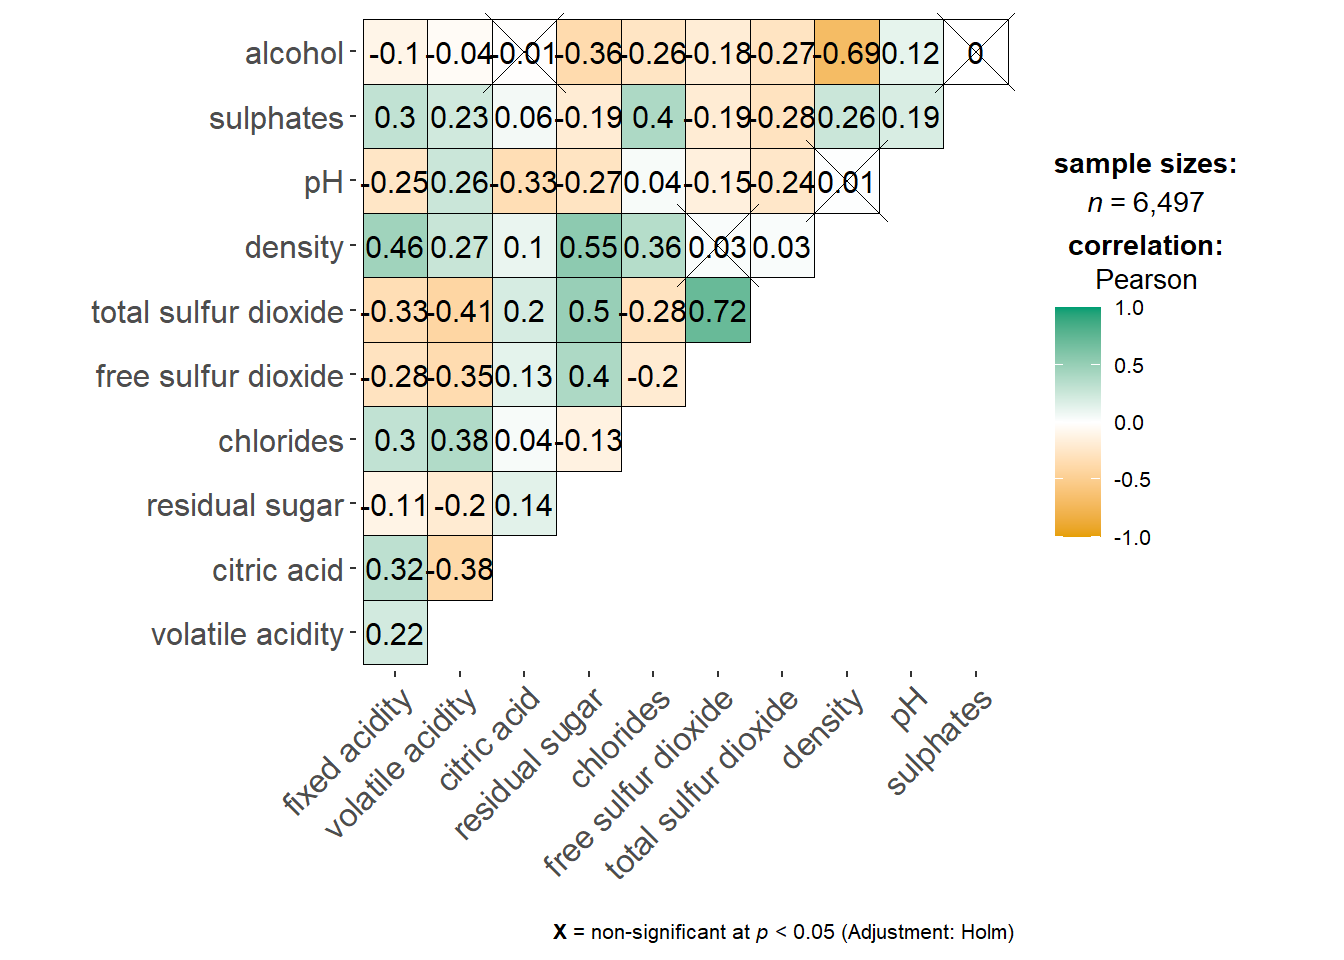 alcohol -0.1 -0.04 -0.01 -0.36 -0.26 -0.18 -0.27 -0.69 0.12 0
sulphates 0.3 0.23 0.06 -0.19 0.4 -0.19 -0.28 0.26 0.19
pH -0.25 0.26 -0.33 -0.27 0.04 -0.15 -0.24 0.01
density 0.46 0.27 0.1 0.55 0.36 0.03 0.03
total sulfur dioxide -0.33 -0.41 0.2 0.5 -0.28 0.72
free sulfur dioxide -0.28 -0.35 0.13 0.4 -0.2
chlorides 0.3 0.38 0.04 -0.13
residual sugar -0.11 -0.2 0.14
citric acid 0.32 -0.38
volatile acidity 0.22
fixed acidity
volatile acidity
citric acid
residual sugar
chlorides
free sulfur dioxide
total sulfur dioxide
density
pH
sulphates
sample sizes:
n = 6,497
correlation:
Pearson
1.0
0.5
0.0
-0.5
-1.0
X = non-significant at p < 0.05 (Adjustment: Holm)